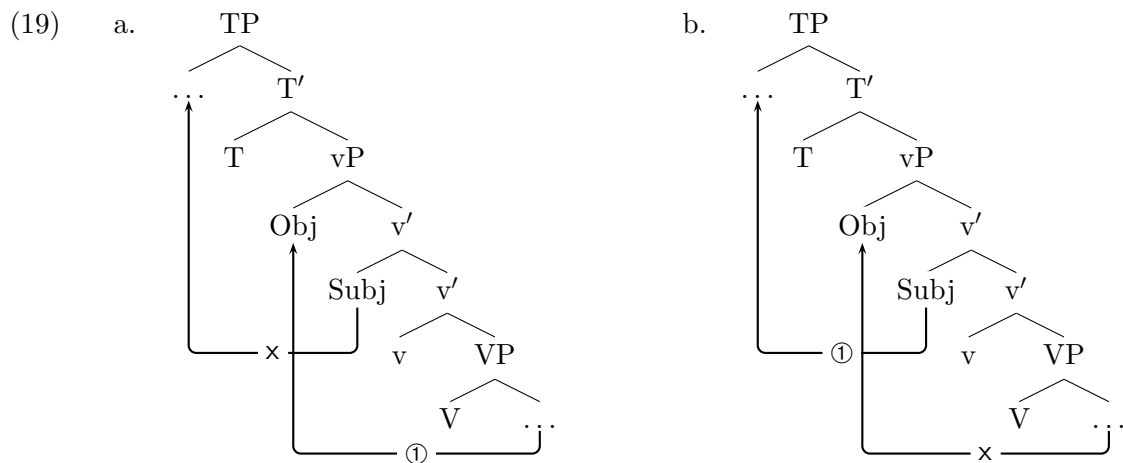 (19) a. TP b. TP
... T′ ... T′
T vP T vP
Obj v′ Obj v′
Subj v′ Subj v′
x v VP ① v VP
V ... V ...
① x